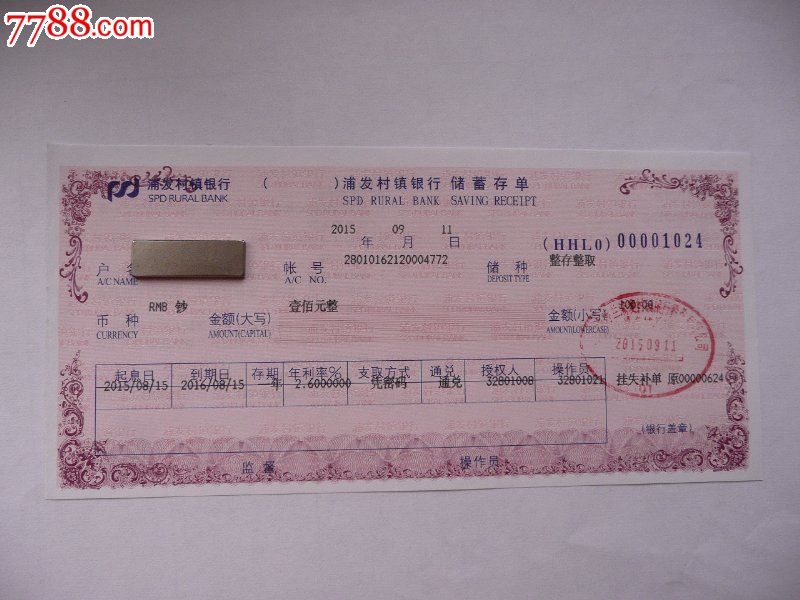 7788.com
浦发村镇银行 ( )浦发村镇银行 储蓄存单
SPD RURAL BANK SPD RURAL BANK SAVING RECEIPT
2015 09 11
年 月 日
(HHL0) 00001024
户 帐 号 28010162120004772 储 种 整存整取
A/C NAME A/C NO. DEPOSIT TYPE
币 种 RMB 钞 金额(大写) 壹佰元整 金额(小写) 100.00
CURRENCY AMOUNT(CAPITAL) AMOUNT(LOWERCASE)
20150911
起息日 到期日 存期 年利率% 支取方式 通兑 授权人 操作员
2015/08/15 2016/08/15 一年 2.6000000 凭密码 通兑 32801008 32801021 挂失补单 原00000624
(银行盖章)
监 督 操作员